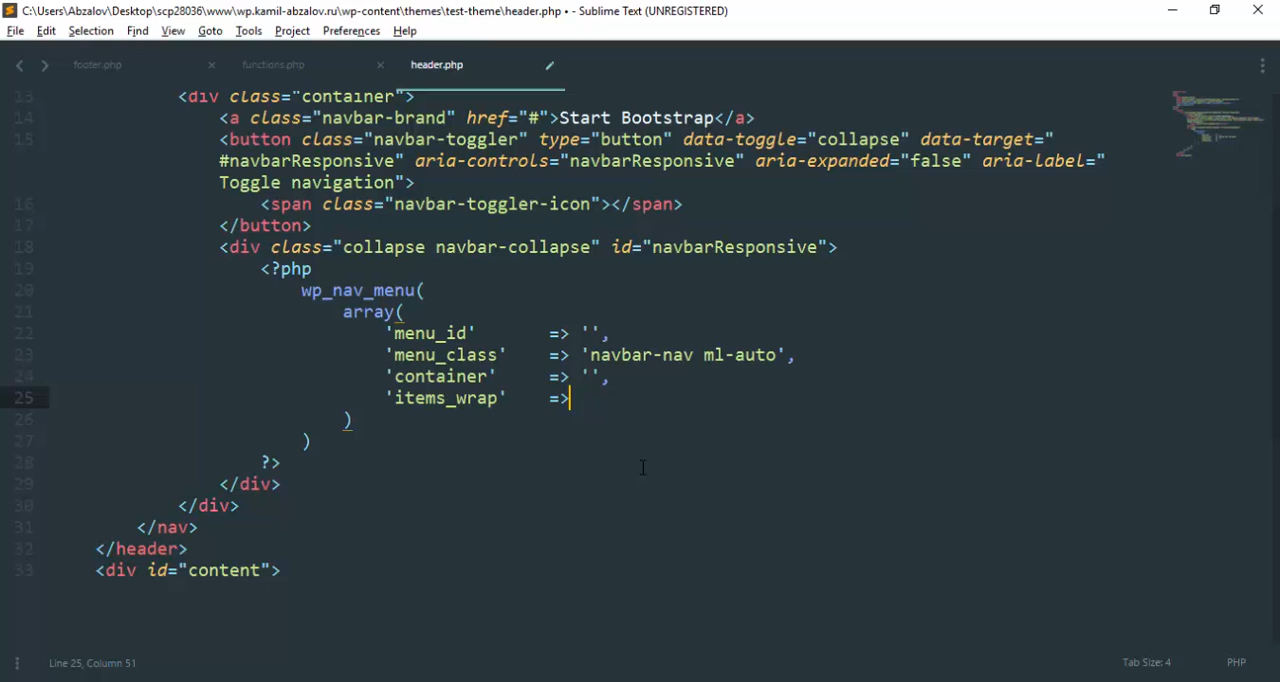 C:\Users\Abzalov\Desktop\scp28036\www\wp.kamil-abzalov.ru\wp-content\themes\test-theme\header.php • - Sublime Text (UNREGISTERED)
File Edit Selection Find View Goto Tools Project Preferences Help
footer.php × functions.php × header.php
13 <div class="container">
14 <a class="navbar-brand" href="#">Start Bootstrap</a>
15 <button class="navbar-toggler" type="button" data-toggle="collapse" data-target="
#navbarResponsive" aria-controls="navbarResponsive" aria-expanded="false" aria-label="
Toggle navigation">
16 <span class="navbar-toggler-icon"></span>
17 </button>
18 <div class="collapse navbar-collapse" id="navbarResponsive">
19 <?php
20 wp_nav_menu(
21 array(
22 'menu_id' => '',
23 'menu_class' => 'navbar-nav ml-auto',
24 'container' => '',
25 'items_wrap' =>
26 )
27 )
28 ?>
29 </div>
30 </div>
31 </nav>
32 </header>
33 <div id="content">
Line 25, Column 51 Tab Size: 4 PHP